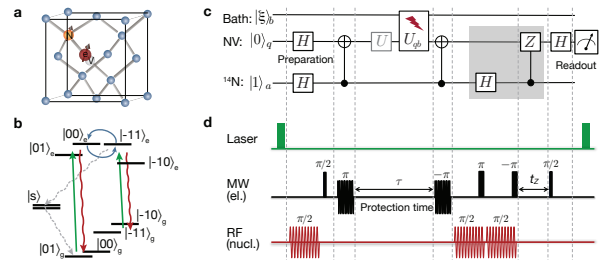 a
N
e
V
b
|00⟩e
|-11⟩e
|01⟩e
|-10⟩e
|s⟩
|-10⟩g
|-11⟩g
|01⟩g
|00⟩g
c
Bath: |ξ⟩b
NV: |0⟩q
H
U
Uqb
Z
H
Preparation
Readout
¹⁴N: |1⟩a
H
H
d
Laser
π/2
π
-π
π
-π
π/2
MW
(el.)
τ
tZ
Protection time
π/2
π/2
π/2
RF
(nucl.)